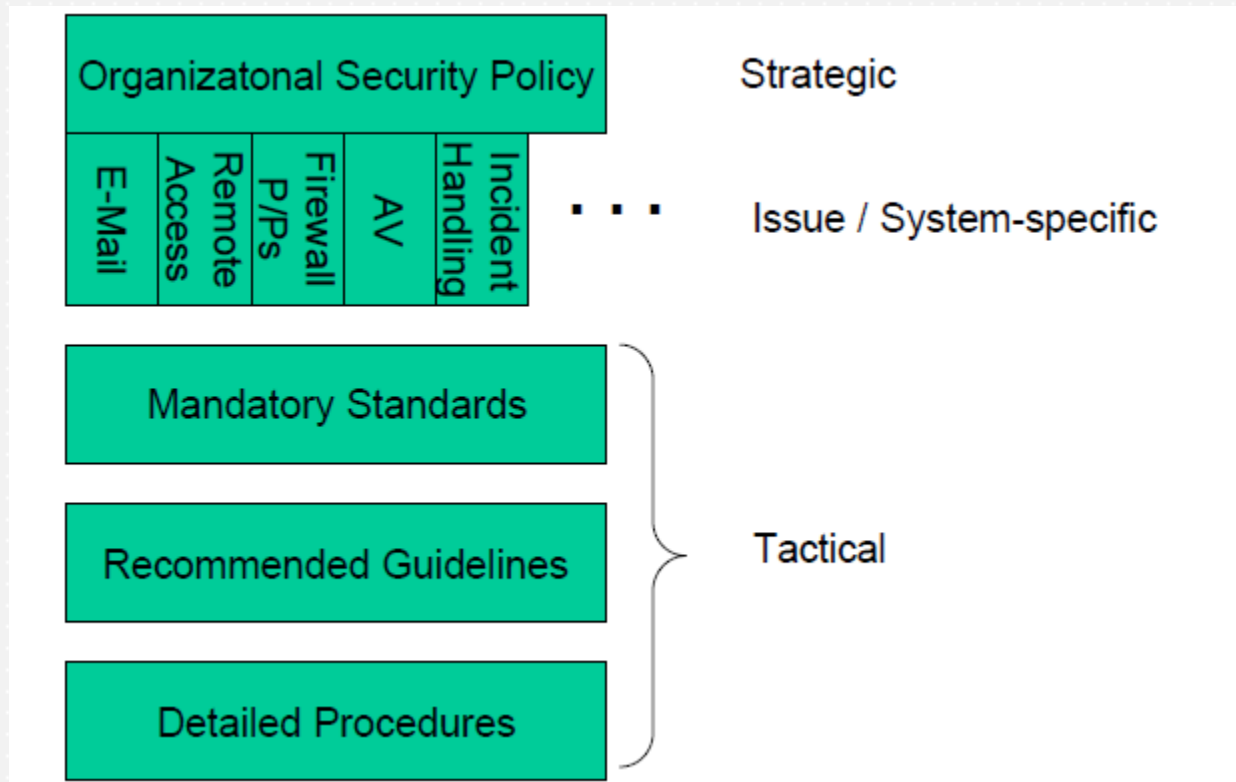 Organizatonal Security Policy
Strategic
E-Mail
Remote
Access
Firewall
P/Ps
AV
Incident
Handling
. . .
Issue / System-specific
Mandatory Standards
Recommended Guidelines
Tactical
Detailed Procedures